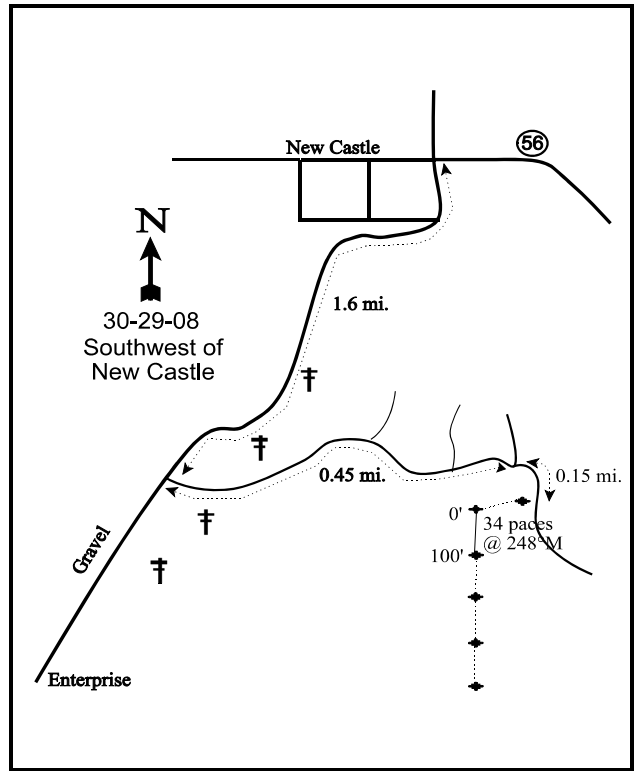 New Castle
56
N
30-29-08
Southwest of
New Castle
1.6 mi.
0.45 mi.
0.15 mi.
0'
34 paces
@ 248°M
100'
Gravel
Enterprise